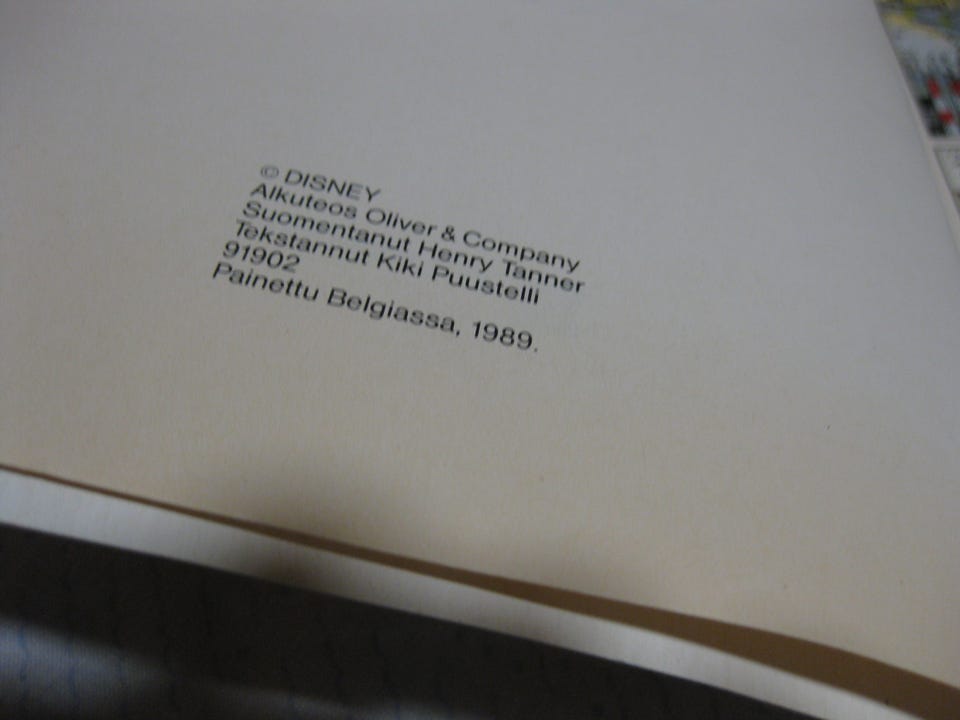 © DISNEY
Alkuteos Oliver & Company
Suomentanut Henry Tanner
Tekstannut Kiki Puustelli
91902
Painettu Belgiassa, 1989.